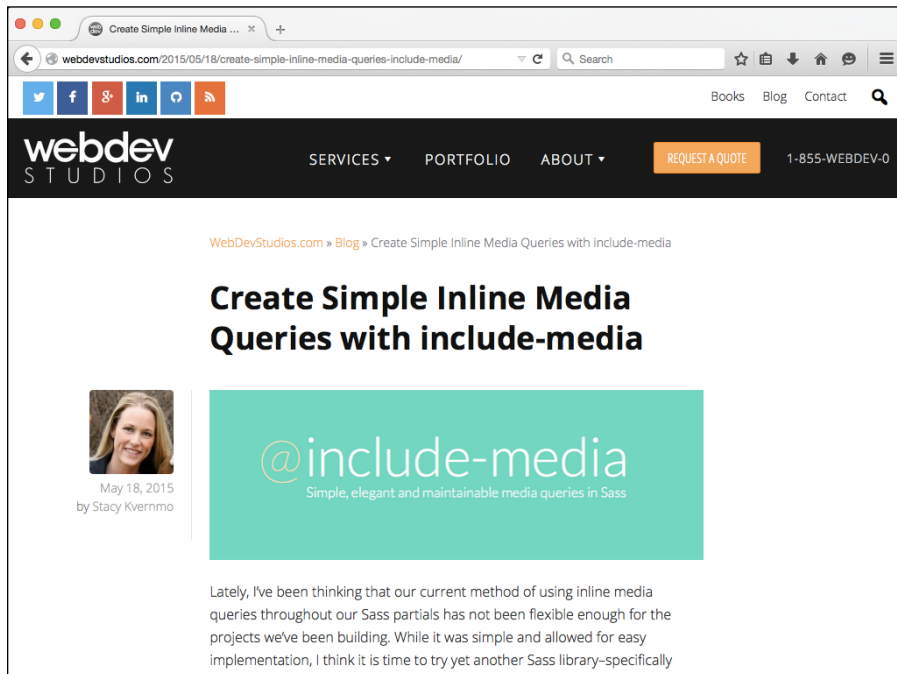 Create Simple Inline Media ...
webdevstudios.com/2015/05/18/create-simple-inline-media-queries-include-media/
Search
Books Blog Contact
webdev
STUDIOS
SERVICES PORTFOLIO ABOUT
REQUEST A QUOTE
1-855-WEBDEV-0
WebDevStudios.com » Blog » Create Simple Inline Media Queries with include-media
Create Simple Inline Media
Queries with include-media
@include-media
Simple, elegant and maintainable media queries in Sass
May 18, 2015
by Stacy Kvernmo
Lately, I've been thinking that our current method of using inline media
queries throughout our Sass partials has not been flexible enough for the
projects we've been building. While it was simple and allowed for easy
implementation, I think it is time to try yet another Sass library–specifically